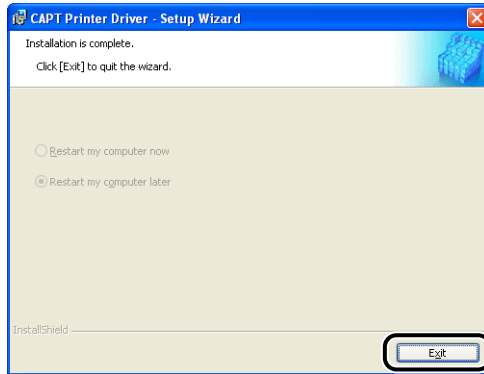 CAPT Printer Driver - Setup Wizard
Installation is complete.
Click [Exit] to quit the wizard.
Restart my computer now
Restart my computer later
InstallShield
Exit